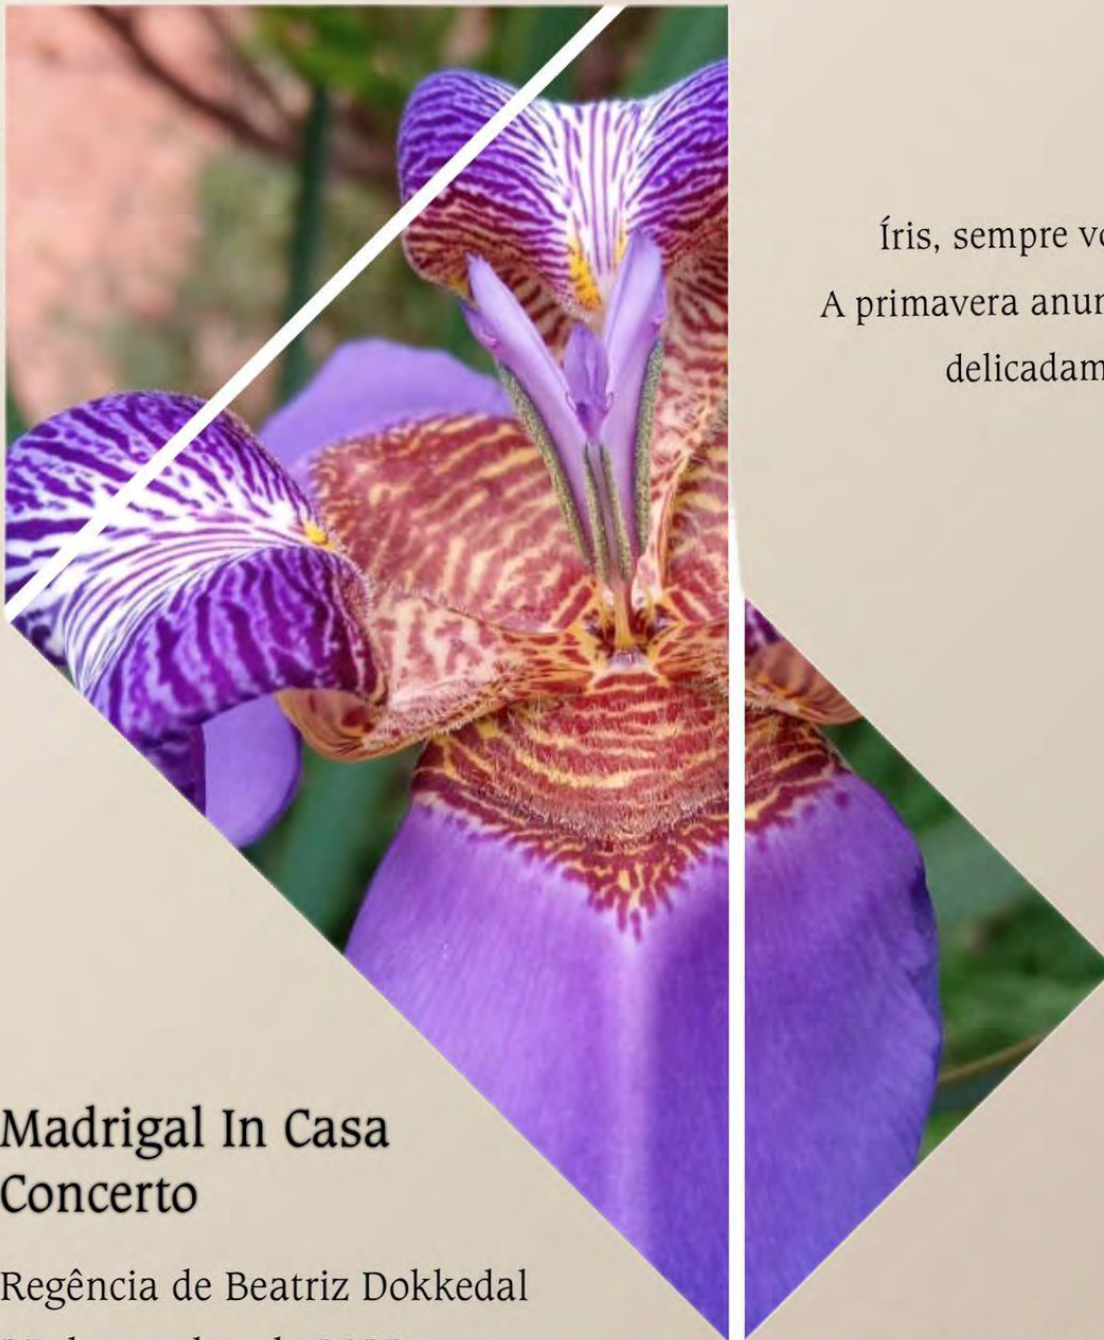 Íris, sempre
A primavera
Madrigal In Casa
Concerto
Regência de Beatriz Dokkedal